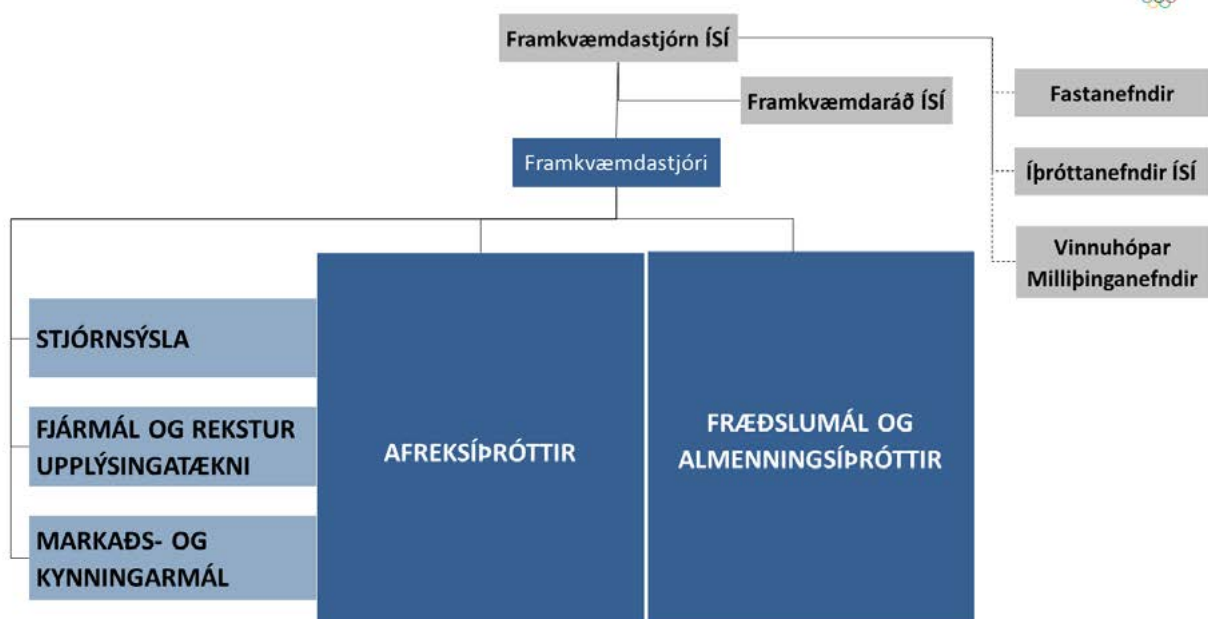 Framkvæmdastjórn ÍSÍ
Framkvæmdaráð ÍSÍ
Fastanefndir
Framkvæmdastjóri
Íþróttanefndir ÍSÍ
Vinnuhópar
Milliþinganefndir
STJÓRNSÝSLA
FJÁRMÁL OG REKSTUR
UPPLÝSINGATÆKNI
MARKAÐS- OG
KYNNINGARMÁL
AFREKSÍÞRÓTTIR
FRÆÐSLUMÁL OG
ALMENNINGSÍÞRÓTTIR